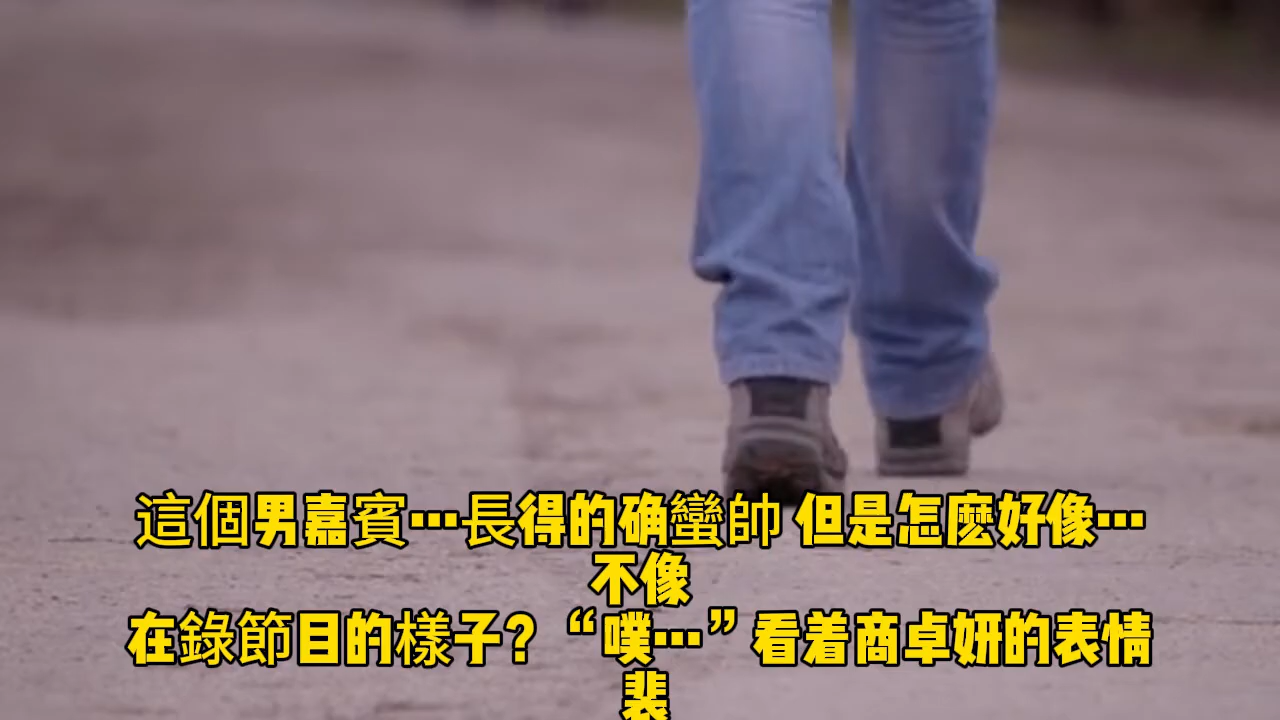 這個男嘉賓…長得的确蠻帥 但是怎麽好像…
不像
在錄節目的樣子？“噗…”看着商卓妍的表情
裴